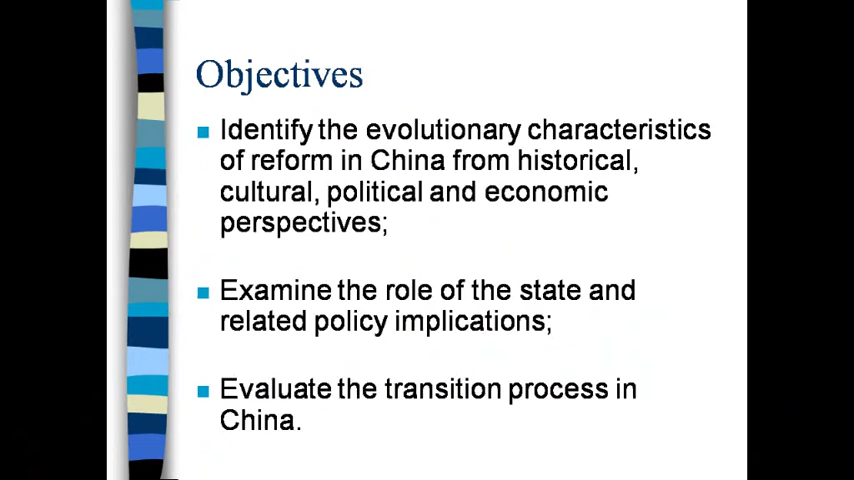 Objectives
Identify the evolutionary characteristics
of reform in China from historical,
cultural, political and economic
perspectives;
Examine the role of the state and
related policy implications;
Evaluate the transition process in
China.